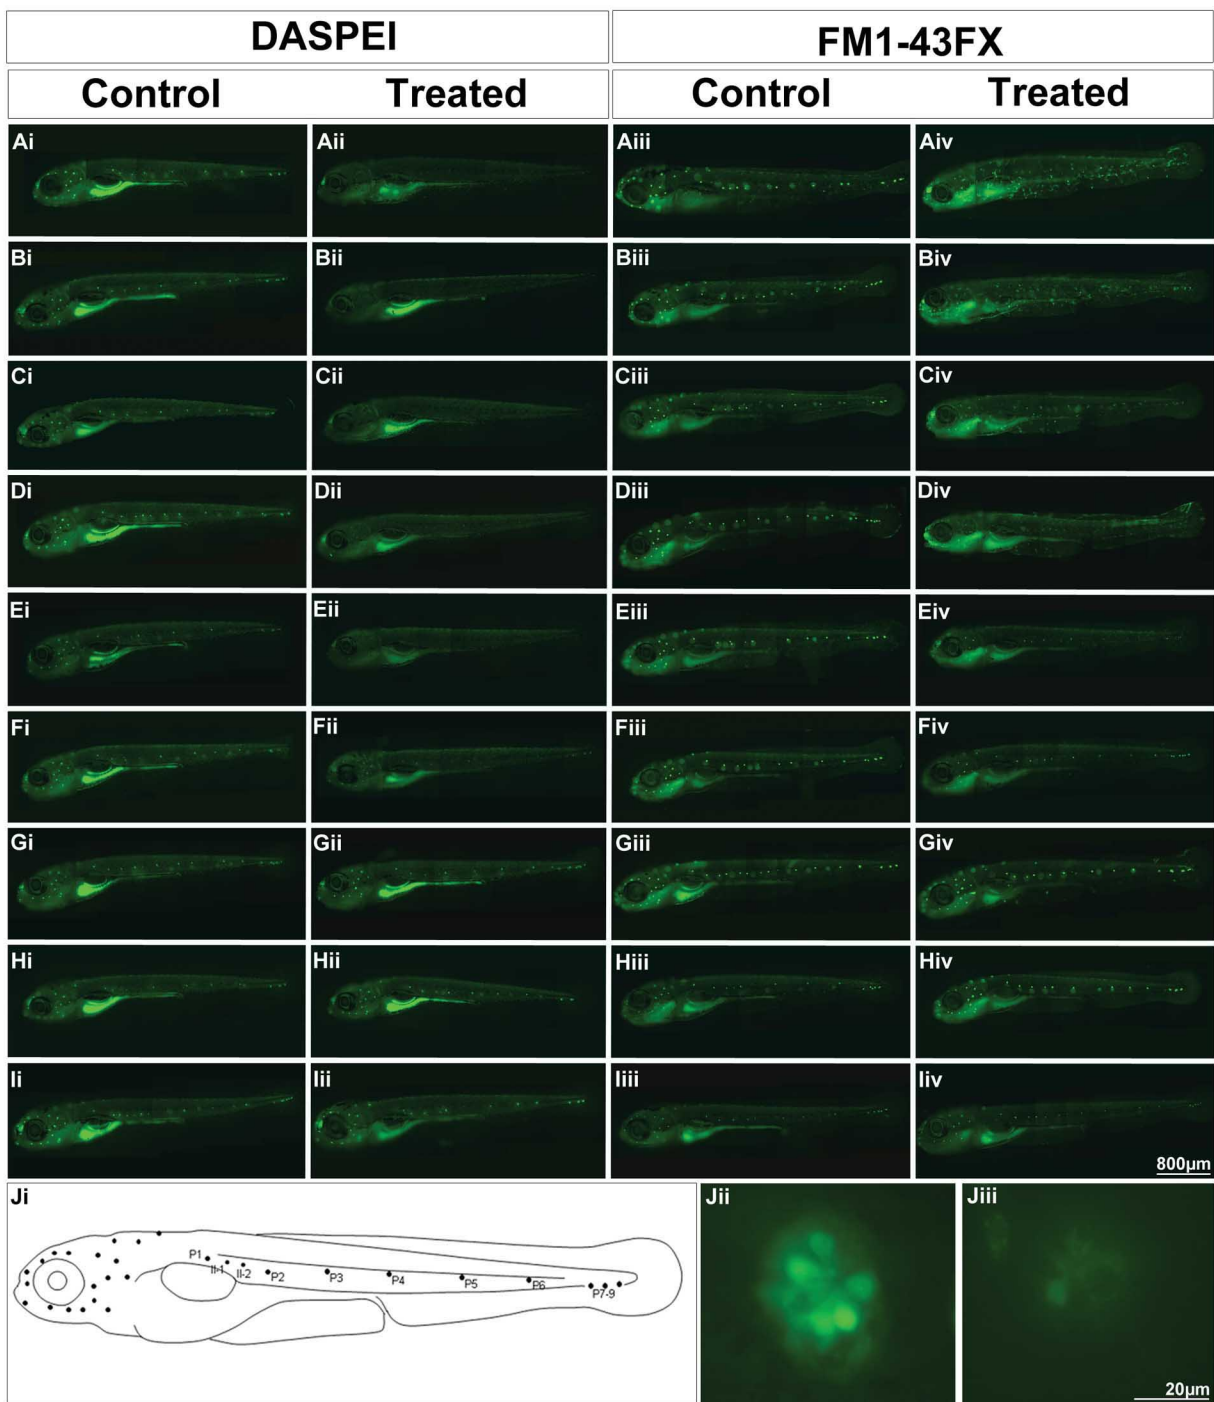 DASPEI FM1-43FX
Control Treated Control Treated
Ai Aii Aiii Aiv
Bi Bii Biii Biv
Ci Cii Ciii Civ
Di Dii Diii Div
Ei Eii Eiii Eiv
Fi Fii Fiii Fiv
Gi Gii Giii Giv
Hi Hii Hiii Hiv
Ii Iii Iiii Iiv
800µm
Ji Jii Jiii
P1 II-1 II-2 P2 P3 P4 P5 P6 P7-9
20µm